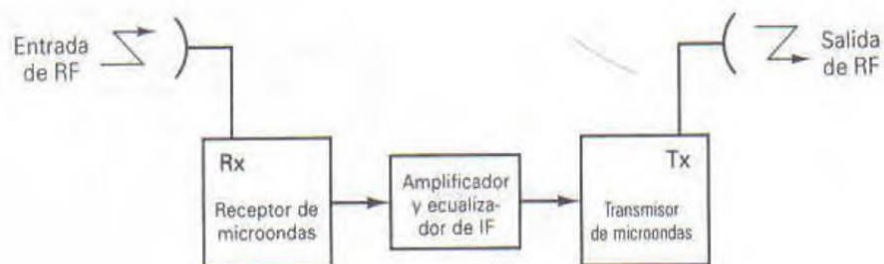 Entrada
de RF
Salida
de RF
Rx
Receptor de
microondas
Amplificador
y ecualiza-
dor de IF
Tx
Transmisor
de microondas